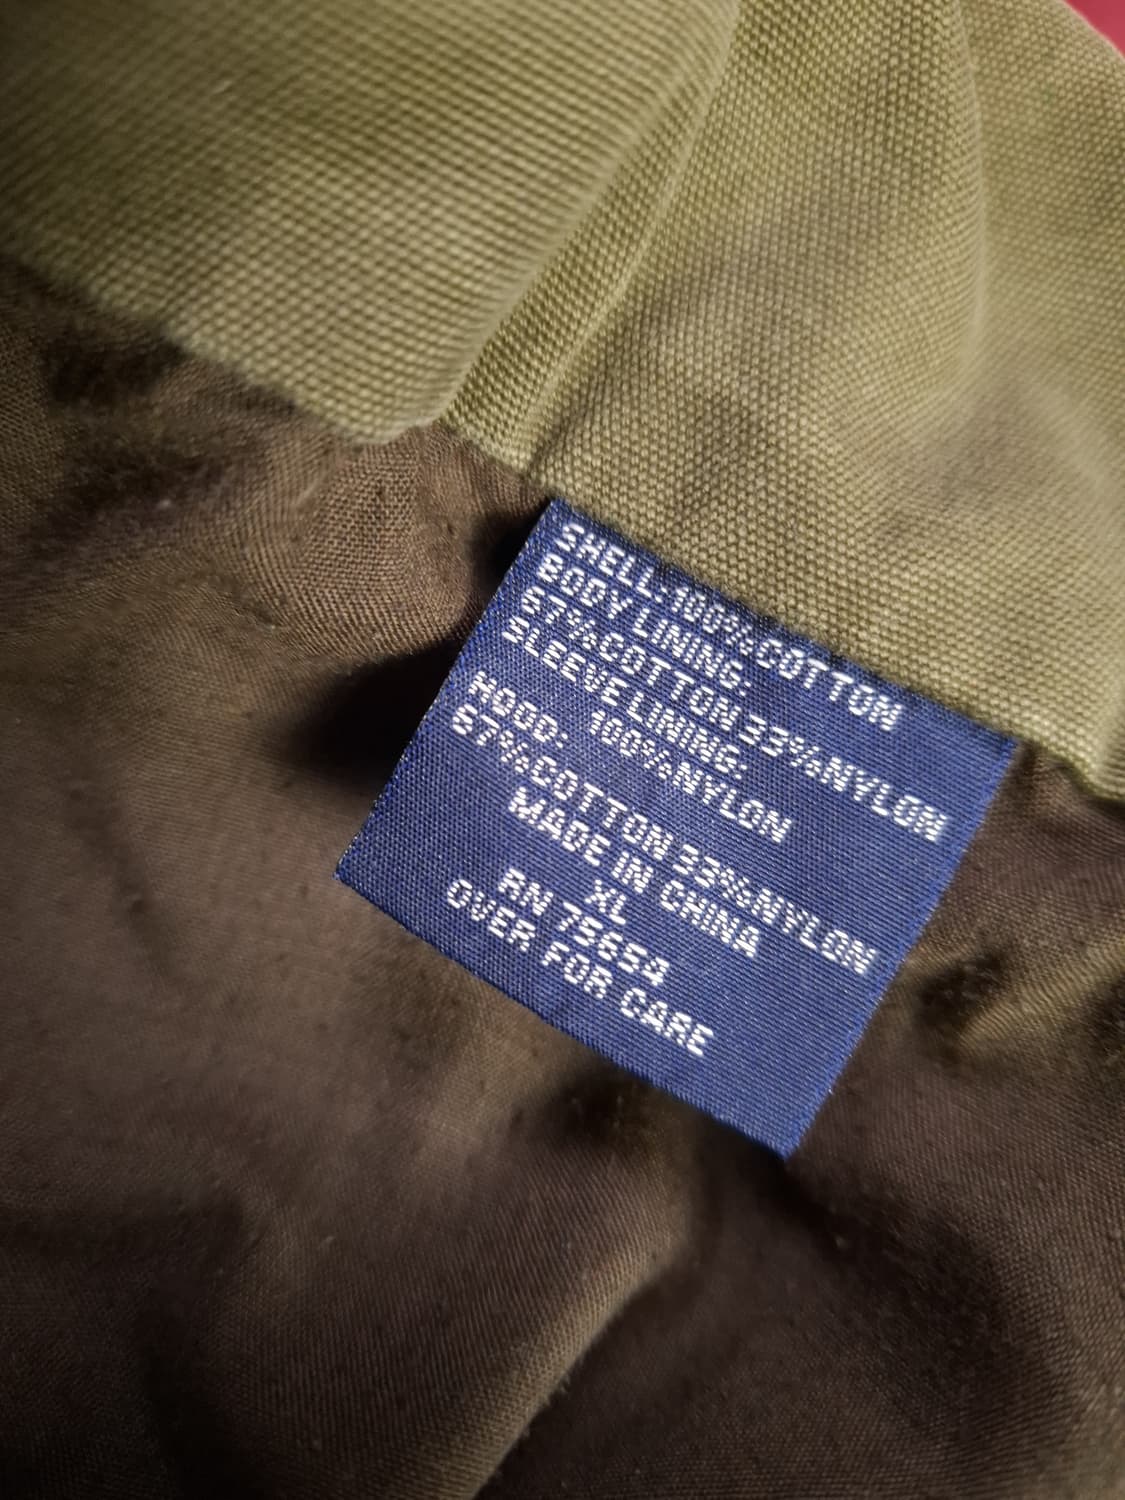 SHELL:100%COTTON
BODY LINING:
67%COTTON 33%NYLON
SLEEVE LINING:
100%NYLON
HOOD:
67%COTTON 33%NYLON
MADE IN CHINA
XL
RN 75654
OVER FOR CARE